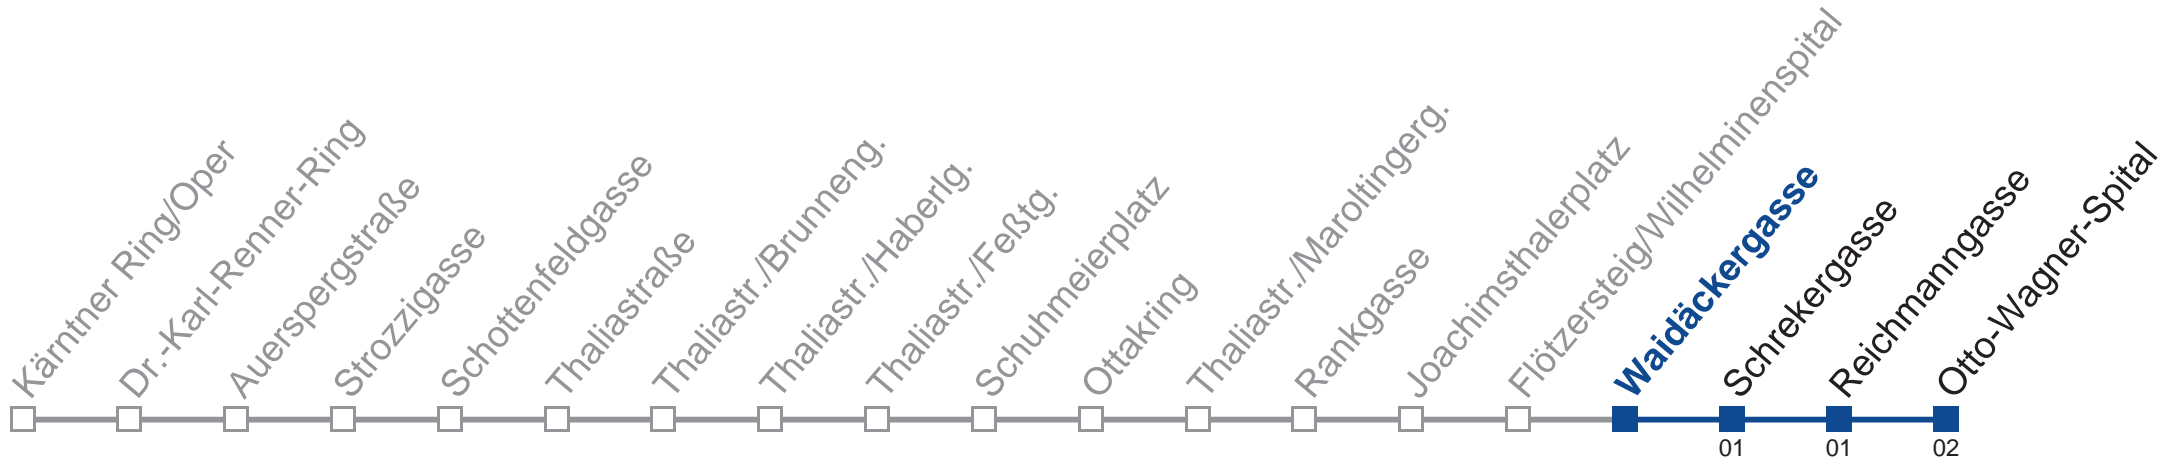 Kärntner Ring/Oper
Dr.-Karl-Renner-Ring
Auerspergstraße
Strozzigasse
Schottenfeldgasse
Thaliastraße
Thaliastr./Brunneng.
Thaliastr./Haberlg.
Thaliastr./Feßtg.
Schuhmeierplatz
Ottakring
Thaliastr./Maroltingerg.
Rankgasse
Joachimsthalerplatz
Flötzersteig/Wilhelminenspital
Waidäckergasse
Schrekergasse
Reichmanngasse
Otto-Wagner-Spital
01 01 02